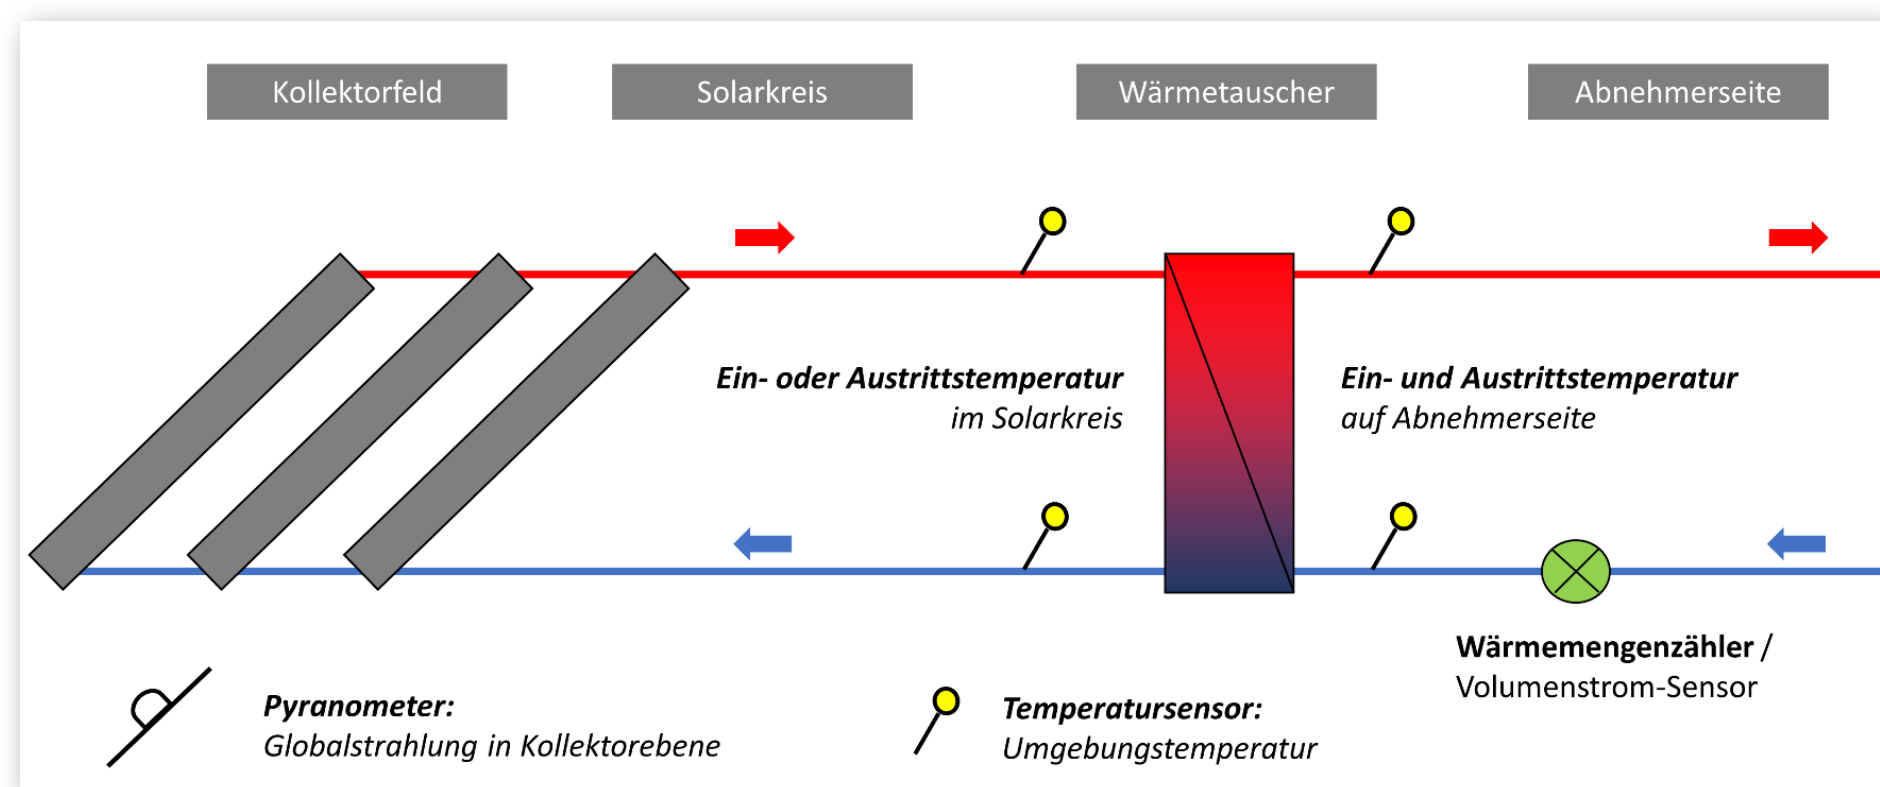 Kollektorfeld
Solarkreis
Wärmetauscher
Abnehmerseite
Ein- oder Austrittstemperatur
im Solarkreis
Ein- und Austrittstemperatur
auf Abnehmerseite
Wärmemengenzähler /
Volumenstrom-Sensor
Pyranometer:
Globalstrahlung in Kollektorebene
Temperatursensor:
Umgebungstemperatur